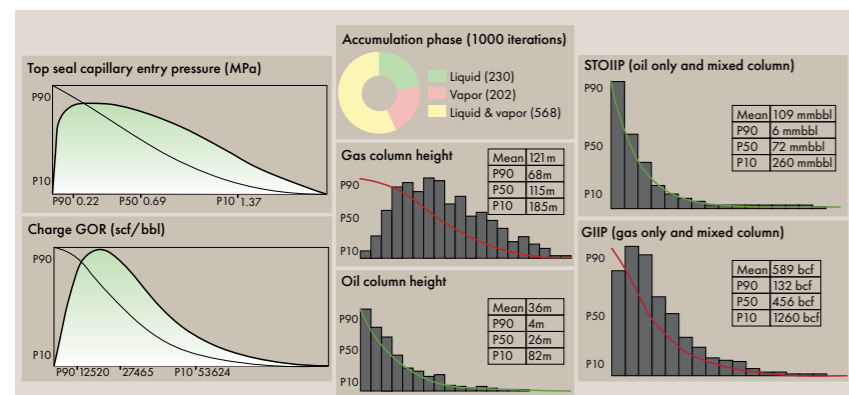 Top seal capillary entry pressure (MPa)
P90
P10
P90 0.22 P50 0.69 P10 1.37
Charge GOR (scf/bbl)
P90
P10
P90 12520 27465 P10 53624
Accumulation phase (1000 iterations)
Liquid (230)
Vapor (202)
Liquid & vapor (568)
Gas column height
P90
P50
P10
Mean 121m
P90 68m
P50 115m
P10 185m
Oil column height
P90
P50
P10
Mean 36m
P90 4m
P50 26m
P10 82m
STOIIP (oil only and mixed column)
P90
P50
P10
Mean 109 mmbbl
P90 6 mmbbl
P50 72 mmbbl
P10 260 mmbbl
GIIP (gas only and mixed column)
P90
P50
P10
Mean 589 bcf
P90 132 bcf
P50 456 bcf
P10 1260 bcf